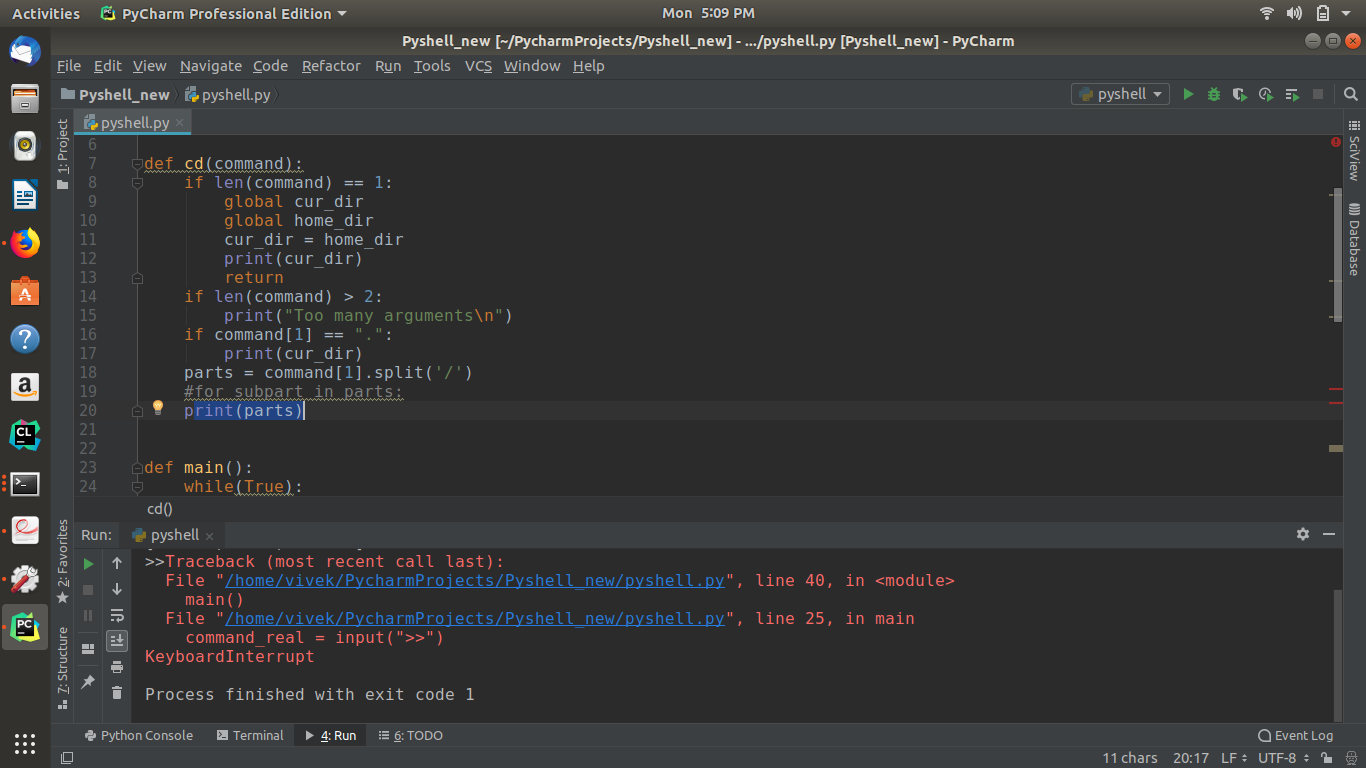 Activities PyCharm Professional Edition Mon 5:09 PM
Pyshell_new [~/PycharmProjects/Pyshell_new] - .../pyshell.py [Pyshell_new] - PyCharm
File Edit View Navigate Code Refactor Run Tools VCS Window Help
Pyshell_new pyshell.py pyshell
pyshell.py
1: Project
SciView
Database
6
7 def cd(command):
8 if len(command) == 1:
9 global cur_dir
10 global home_dir
11 cur_dir = home_dir
12 print(cur_dir)
13 return
14 if len(command) > 2:
15 print("Too many arguments\n")
16 if command[1] == ".":
17 print(cur_dir)
18 parts = command[1].split('/')
19 #for subpart in parts:
20 print(parts)
21
22
23 def main():
24 while(True):
cd()
2: Favorites
7: Structure
Run: pyshell
>>Traceback (most recent call last):
File "/home/vivek/PycharmProjects/Pyshell_new/pyshell.py", line 40, in <module>
main()
File "/home/vivek/PycharmProjects/Pyshell_new/pyshell.py", line 25, in main
command_real = input(">>")
KeyboardInterrupt
Process finished with exit code 1
Python Console Terminal 4: Run 6: TODO Event Log
11 chars 20:17 LF UTF-8